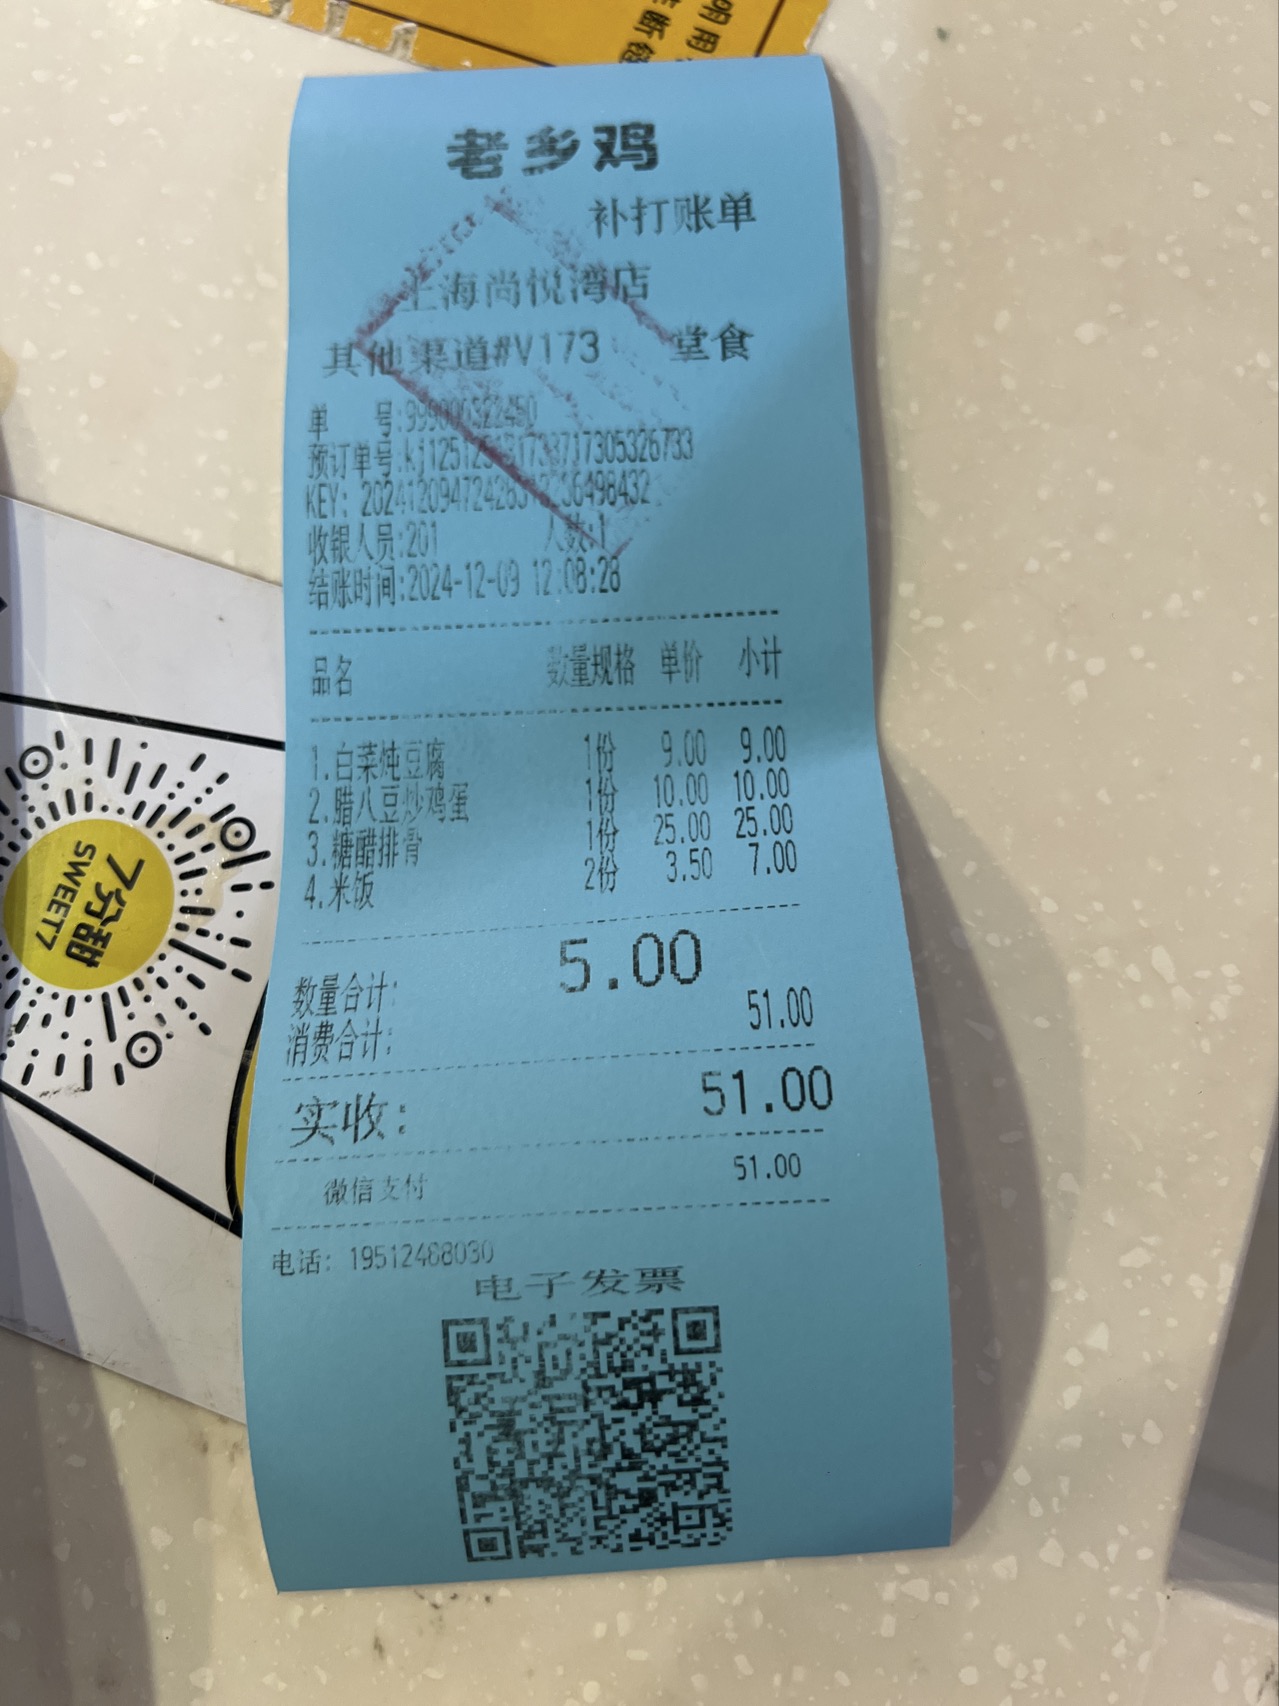 老乡鸡
补打账单
上海尚悦湾店
其他渠道#V173 堂食
单 号:999000322450
收银人员:201 人数:1
结账时间:2024-12-09 12:08:28
品名 数量规格 单价 小计
1.白菜炖豆腐 1份 9.00 9.00
2.腊八豆炒鸡蛋 1份 10.00 10.00
3.糖醋排骨 1份 25.00 25.00
4.米饭 2份 3.50 7.00
数量合计: 5.00
消费合计: 51.00
实收: 51.00
微信支付 51.00
电话: 19512468030
电子发票
7分甜
SWEET7